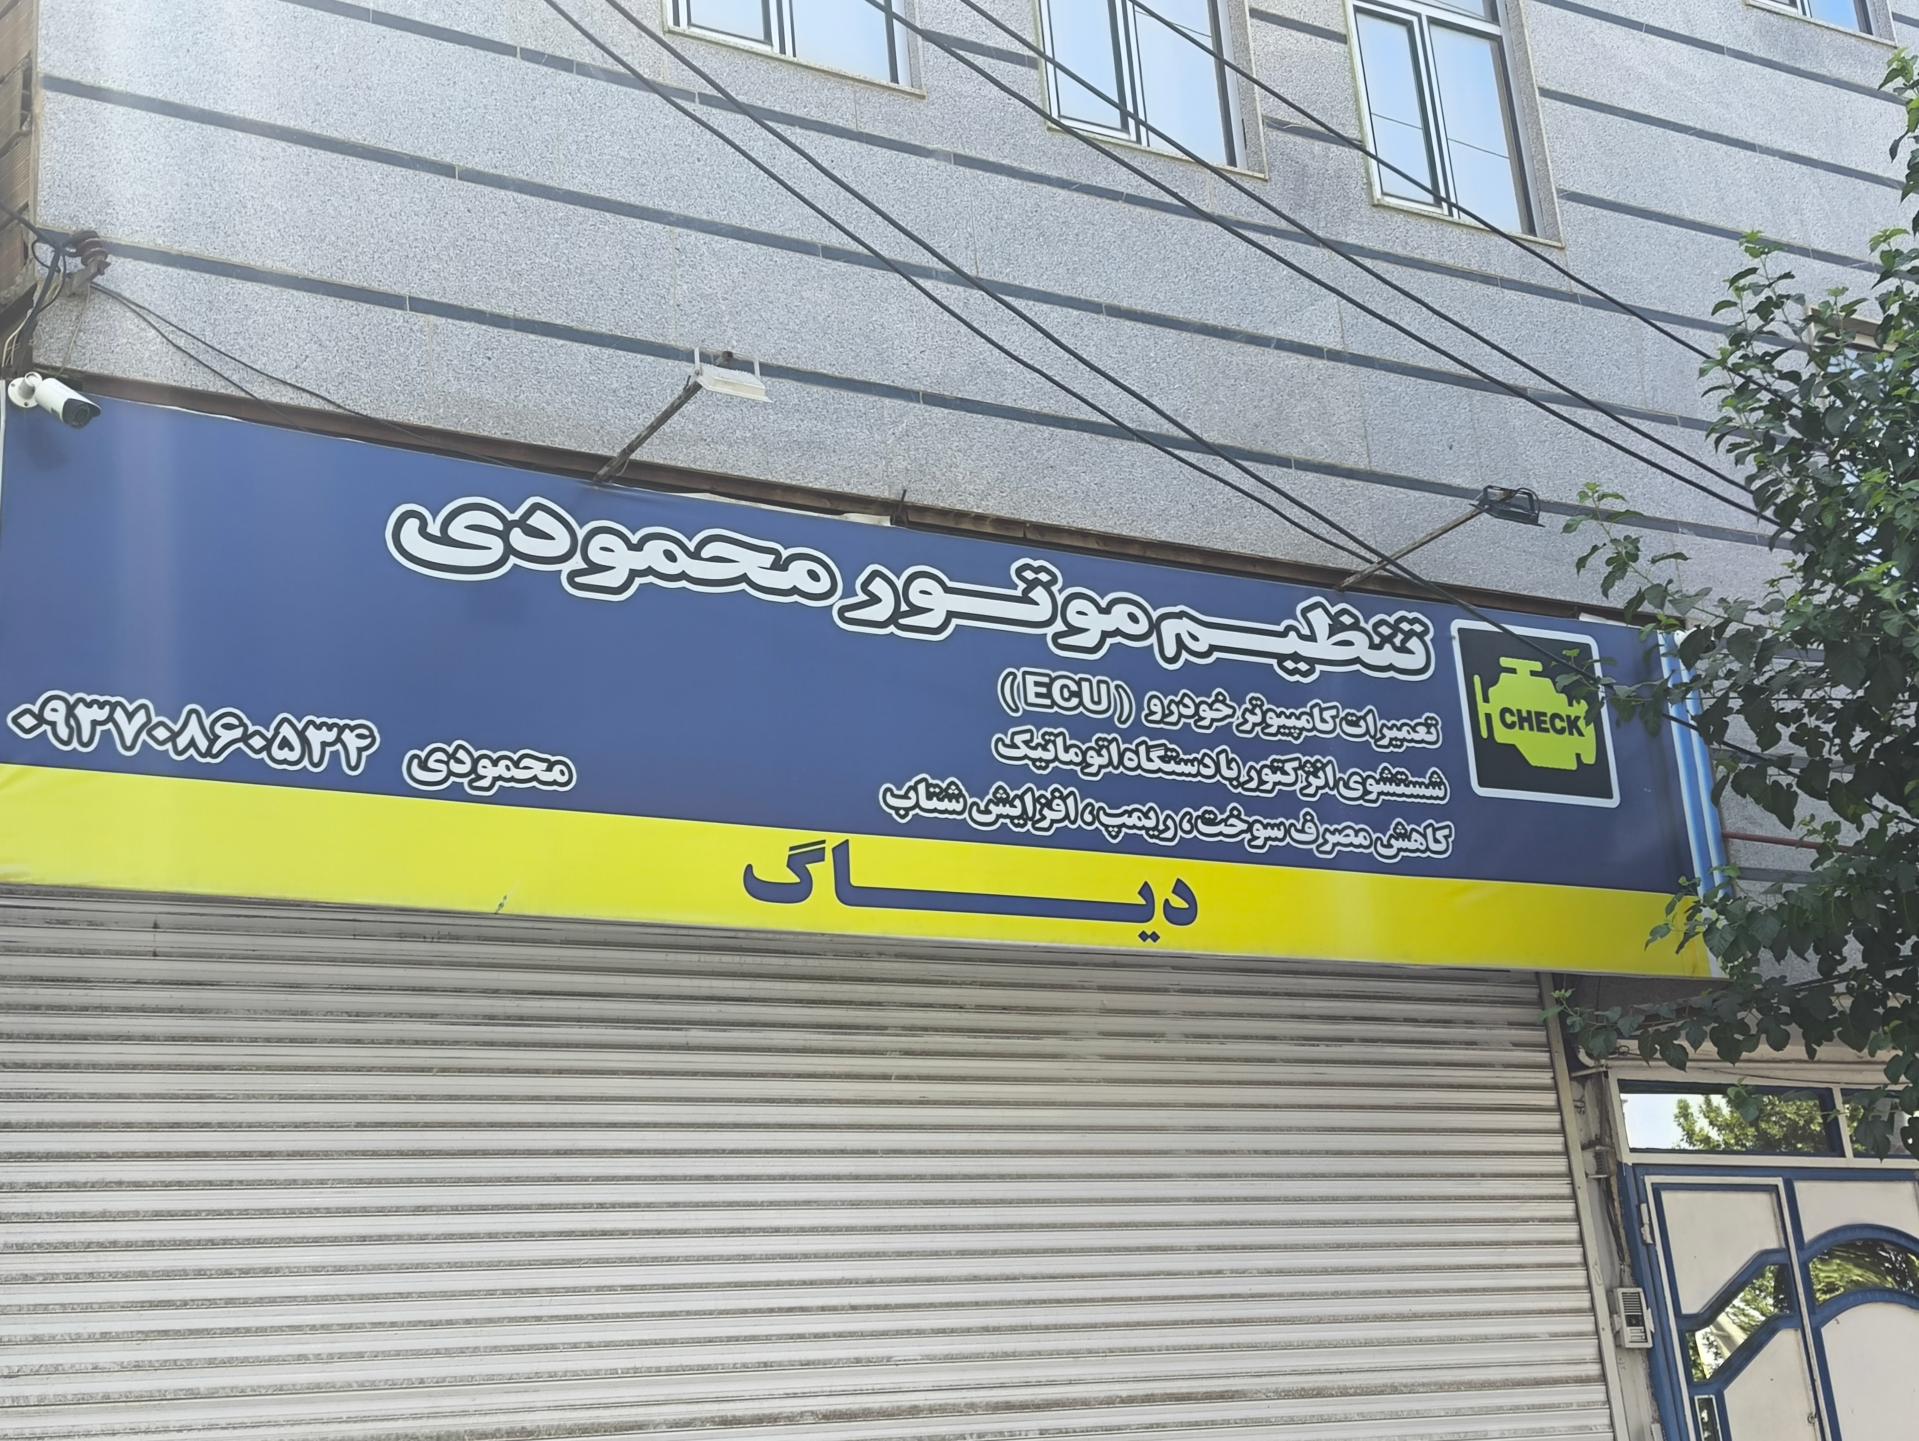 تنظیم موتور محمودی
CHECK
تعمیرات کامپیوتر خودرو (ECU)
شستشوی انژکتور با دستگاه اتوماتیک
کاهش مصرف سوخت، ریمپ، افزایش شتاب
محمودی ۰۹۳۷۰۸۶۰۵۳۴
دیاگ